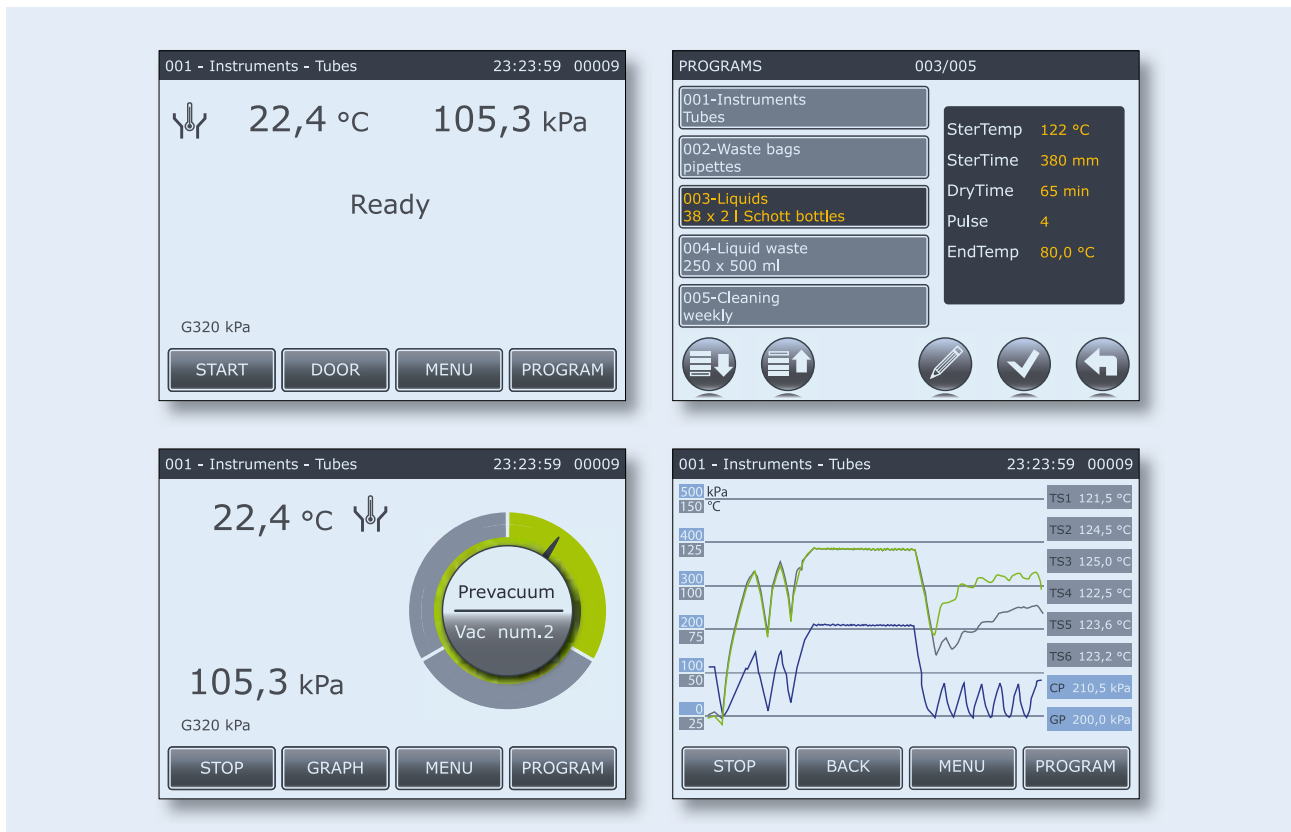 001 - Instruments - Tubes 23:23:59 00009
22,4 °C 105,3 kPa
Ready
G320 kPa
START DOOR MENU PROGRAM
PROGRAMS 003/005
001-Instruments
Tubes
002-Waste bags
pipettes
003-Liquids
38 x 2 l Schott bottles
004-Liquid waste
250 x 500 ml
005-Cleaning
weekly
SterTemp 122 °C
SterTime 380 mm
DryTime 65 min
Pulse 4
EndTemp 80,0 °C
001 - Instruments - Tubes 23:23:59 00009
22,4 °C
Prevacuum
Vac num.2
105,3 kPa
G320 kPa
STOP GRAPH MENU PROGRAM
001 - Instruments - Tubes 23:23:59 00009
500 kPa
150 °C
400
125
300
100
200
75
100
50
0
25
TS1 121,5 °C
TS2 124,5 °C
TS3 125,0 °C
TS4 122,5 °C
TS5 123,6 °C
TS6 123,2 °C
CP 210,5 kPa
GP 200,0 kPa
STOP BACK MENU PROGRAM